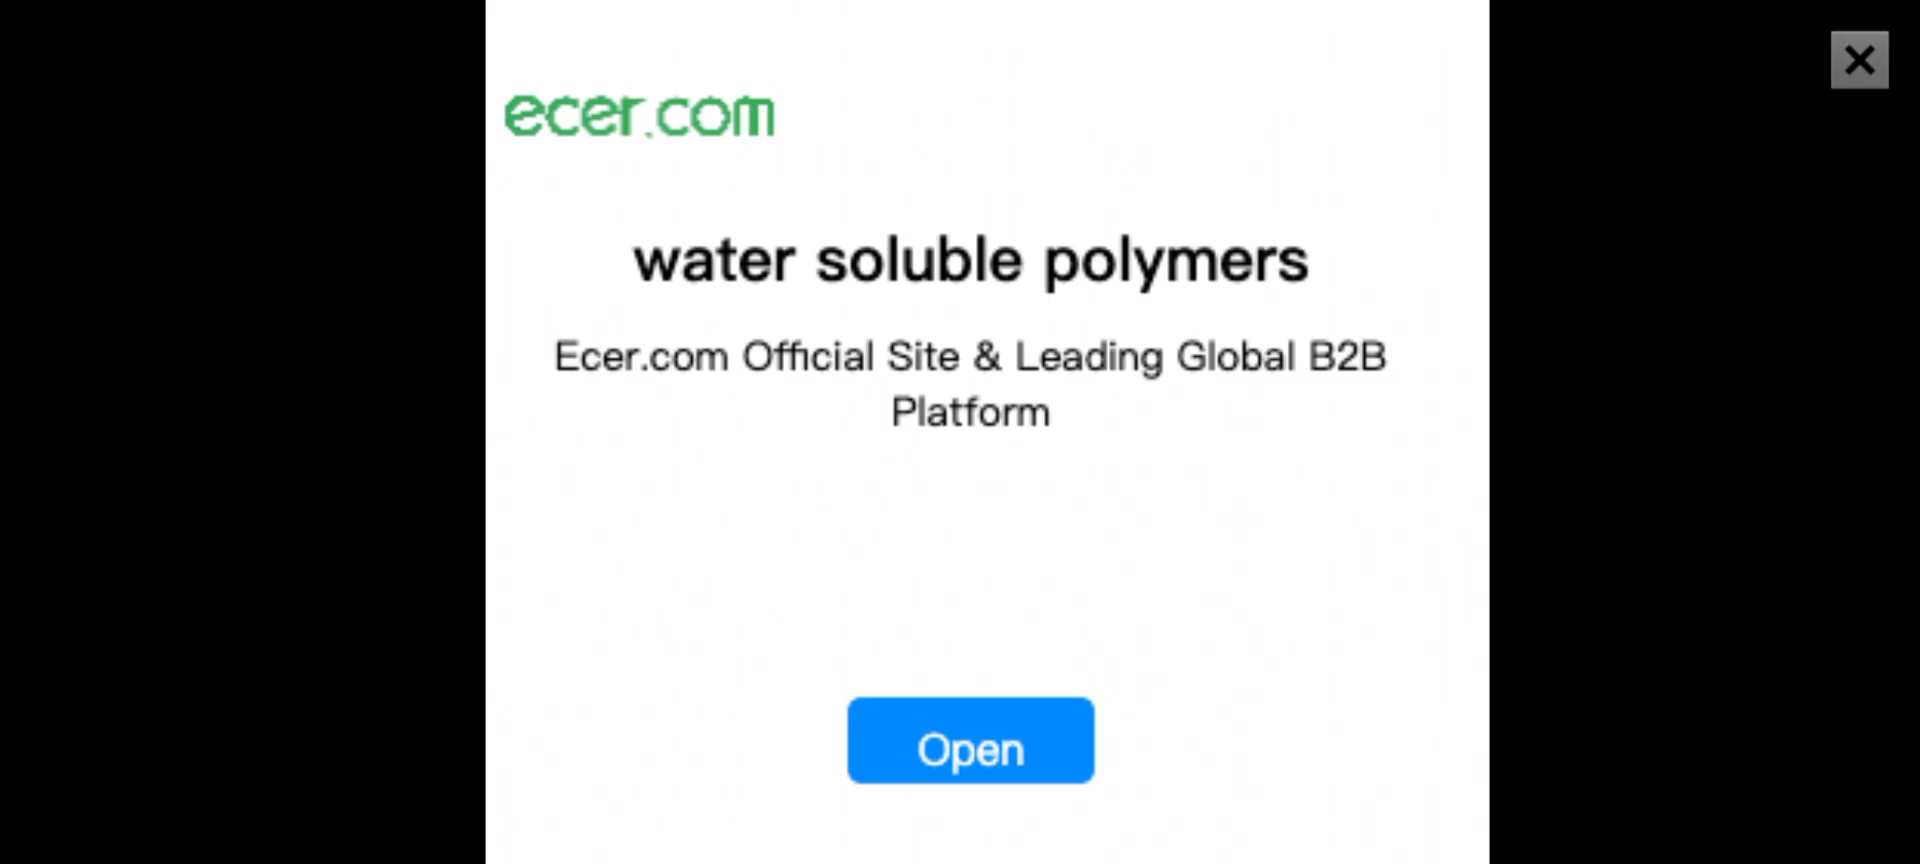 ecer.com
water soluble polymers
Ecer.com Official Site & Leading Global B2B
Platform
Open